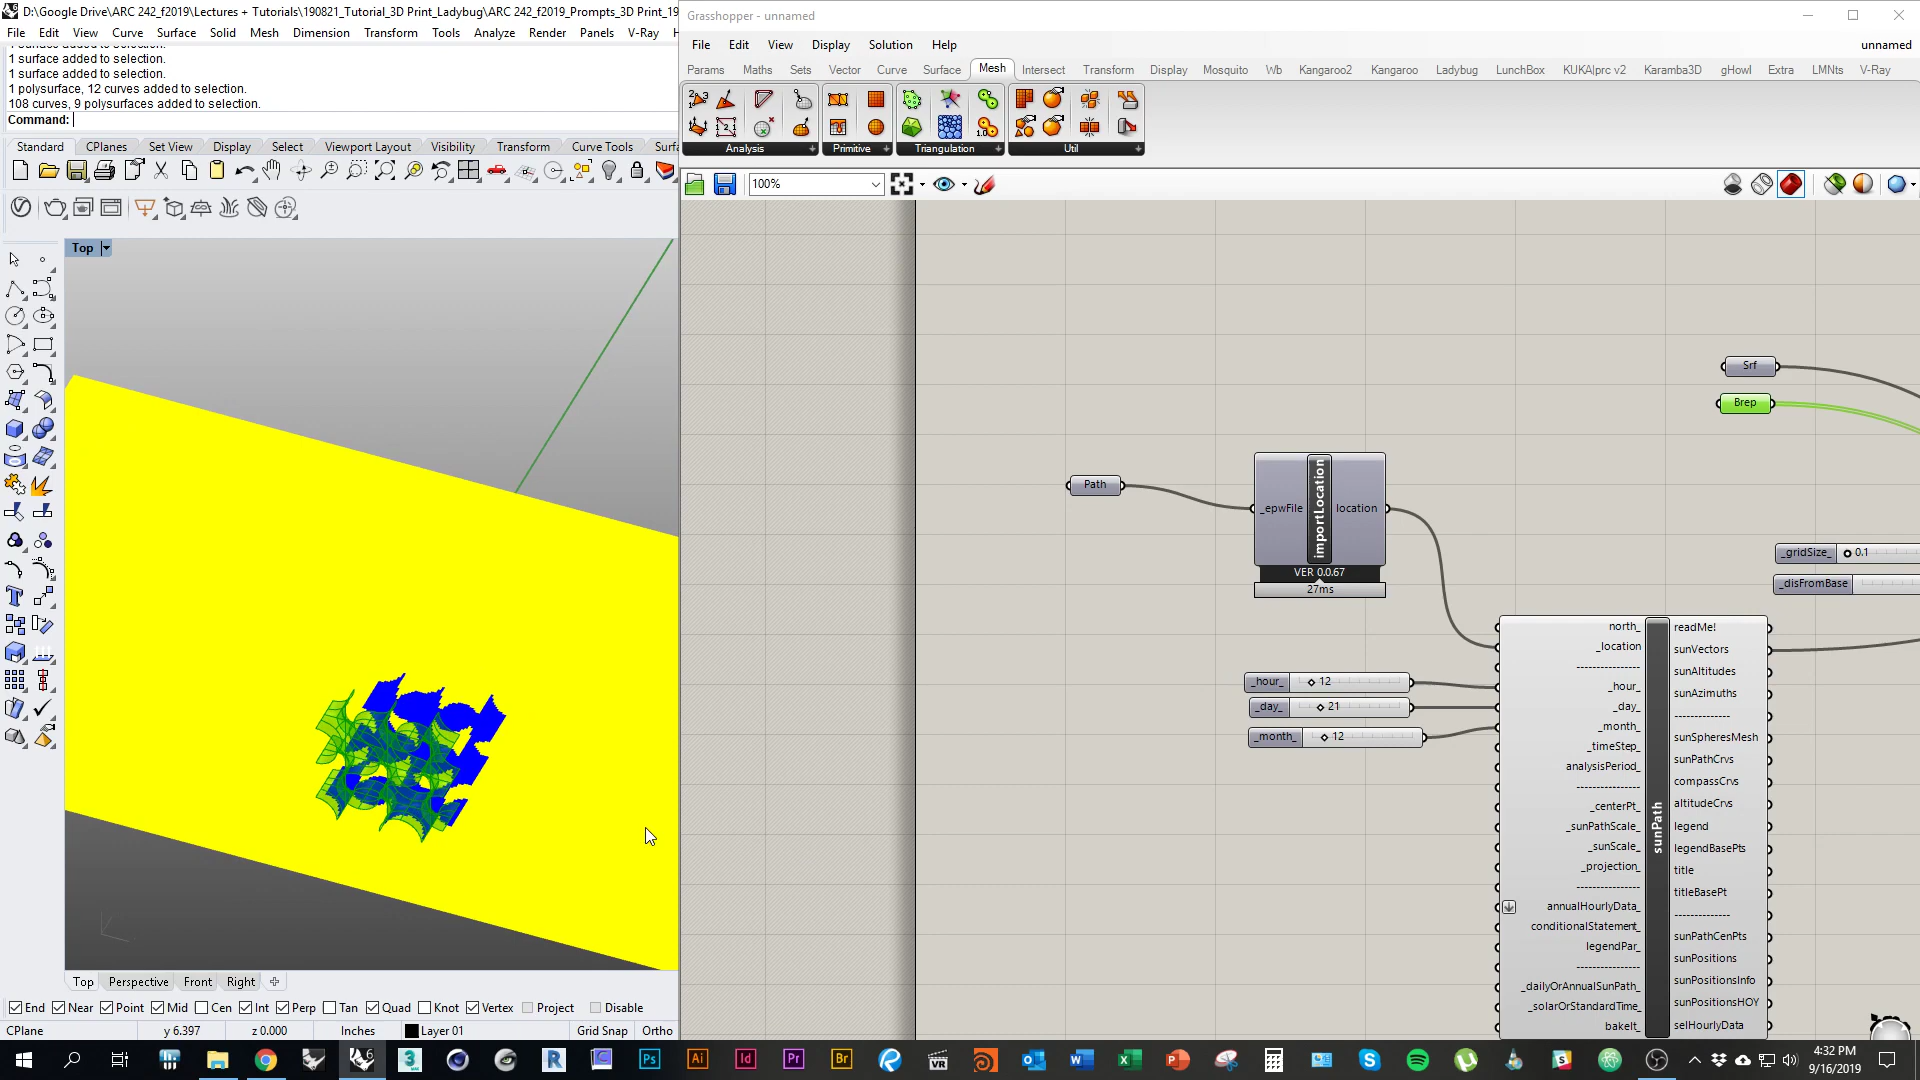 D:\Google Drive\ARC 242_f2019\Lectures + Tutorials\190821_Tutorial_3D Print_Ladybug\ARC 242_f2019_Prompts_3D Print_19
File Edit View Curve Surface Solid Mesh Dimension Transform Tools Analyze Render Panels V-Ray
1 surface added to selection.
1 surface added to selection.
1 polysurface, 12 curves added to selection.
108 curves, 9 polysurfaces added to selection.
Command:
Standard CPlanes Set View Display Select Viewport Layout Visibility Transform Curve Tools
Top
Top Perspective Front Right
End Near Point Mid Cen Int Perp Tan Quad Knot Vertex Project Disable
CPlane y 6.397 z 0.000 Inches Layer 01 Grid Snap Ortho
Grasshopper - unnamed
File Edit View Display Solution Help unnamed
Params Maths Sets Vector Curve Surface Mesh Intersect Transform Display Mosquito Wb Kangaroo2 Kangaroo Ladybug LunchBox KUKA|prc v2 Karamba3D gHowl Extra LMNts V-Ray
Analysis Primitive Triangulation Util
100%
Srf
Brep
Path
_epwFile importLocation location
VER 0.0.67
27ms
_gridSize_ 0.1
_disFromBase
_hour_ 12
_day_ 21
_month_ 12
sunPath
north_ readMe!
_location sunVectors
---------------- sunAltitudes
_hour_ sunAzimuths
_day_ --------------
_month_ sunSpheresMesh
_timeStep_ sunPathCrvs
analysisPeriod_ compassCrvs
---------------- altitudeCrvs
_centerPt_ legend
_sunPathScale_ legendBasePts
_sunScale_ title
_projection_ titleBasePt
---------------- --------------
annualHourlyData_ sunPathCenPts
conditionalStatement_ sunPositions
legendPar_ sunPositionsInfo
---------------- sunPositionsHOY
_dailyOrAnnualSunPath_ selHourlyData
_solarOrStandardTime_
bakeIt_
4:32 PM
9/16/2019